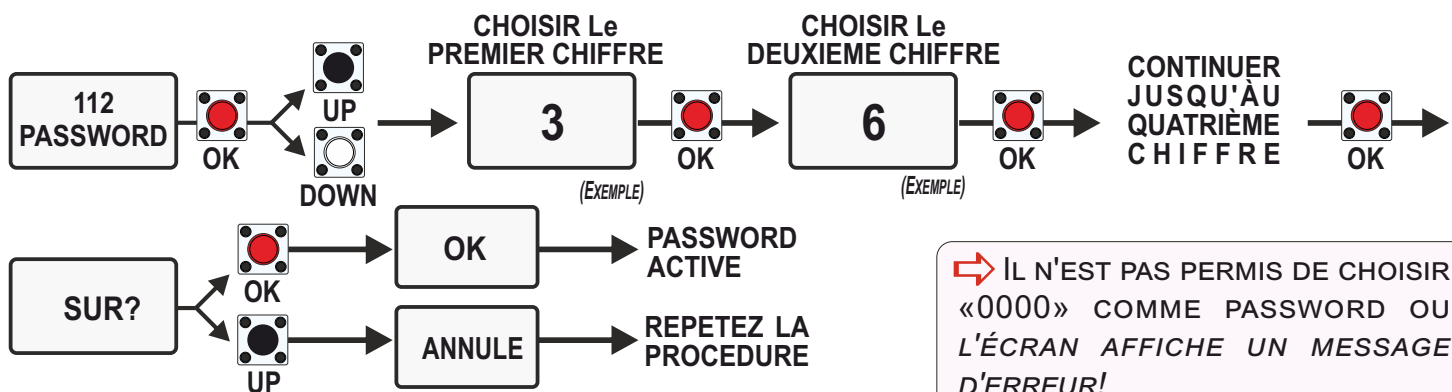 112
PASSWORD
OK
UP
DOWN
CHOISIR Le
PREMIER CHIFFRE
3
(EXEMPLE)
OK
CHOISIR Le
DEUXIEME CHIFFRE
6
(EXEMPLE)
OK
CONTINUER
JUSQU'ÀU
QUATRIÈME
CHIFFRE
OK
SUR?
OK
UP
OK
PASSWORD
ACTIVE
ANNULE
REPETEZ LA
PROCEDURE
IL N'EST PAS PERMIS DE CHOISIR
«0000» COMME PASSWORD OU
L'ÉCRAN AFFICHE UN MESSAGE
D'ERREUR!